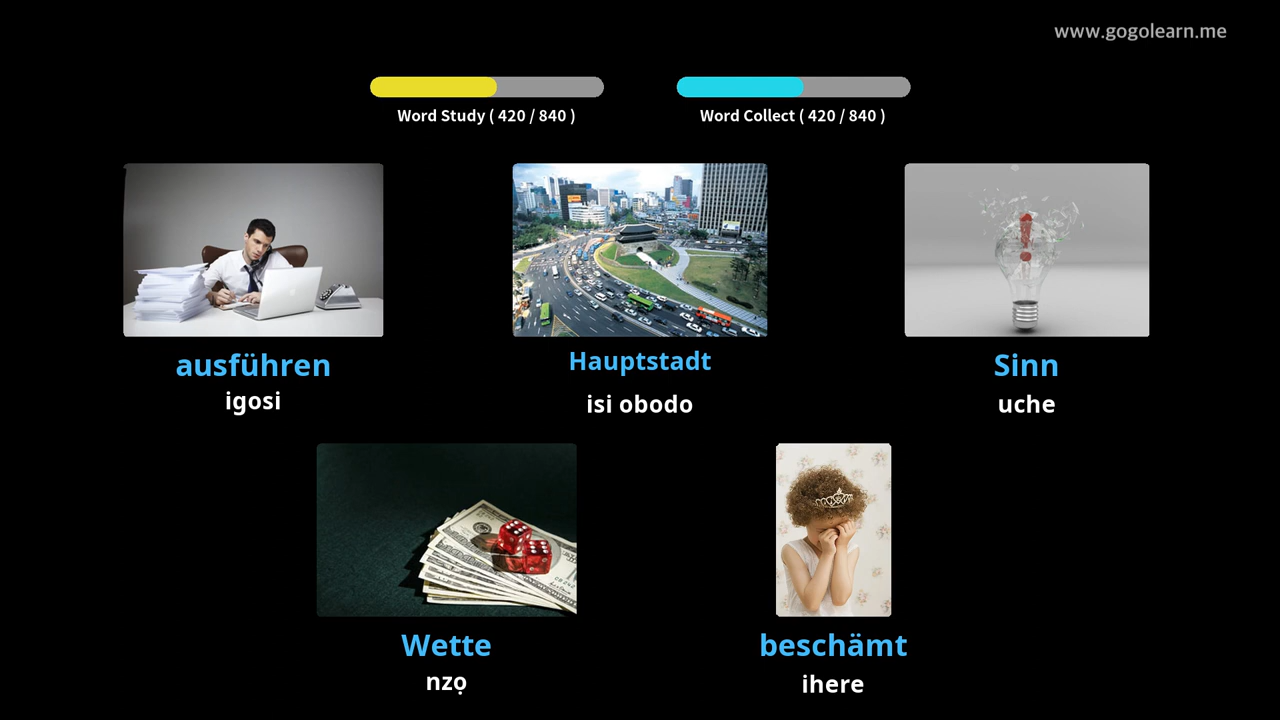 www.gogolearn.me
Word Study ( 420 / 840 )
Word Collect ( 420 / 840 )
ausführen
igosi
Hauptstadt
isi obodo
Sinn
uche
Wette
nzọ
beschämt
ihere